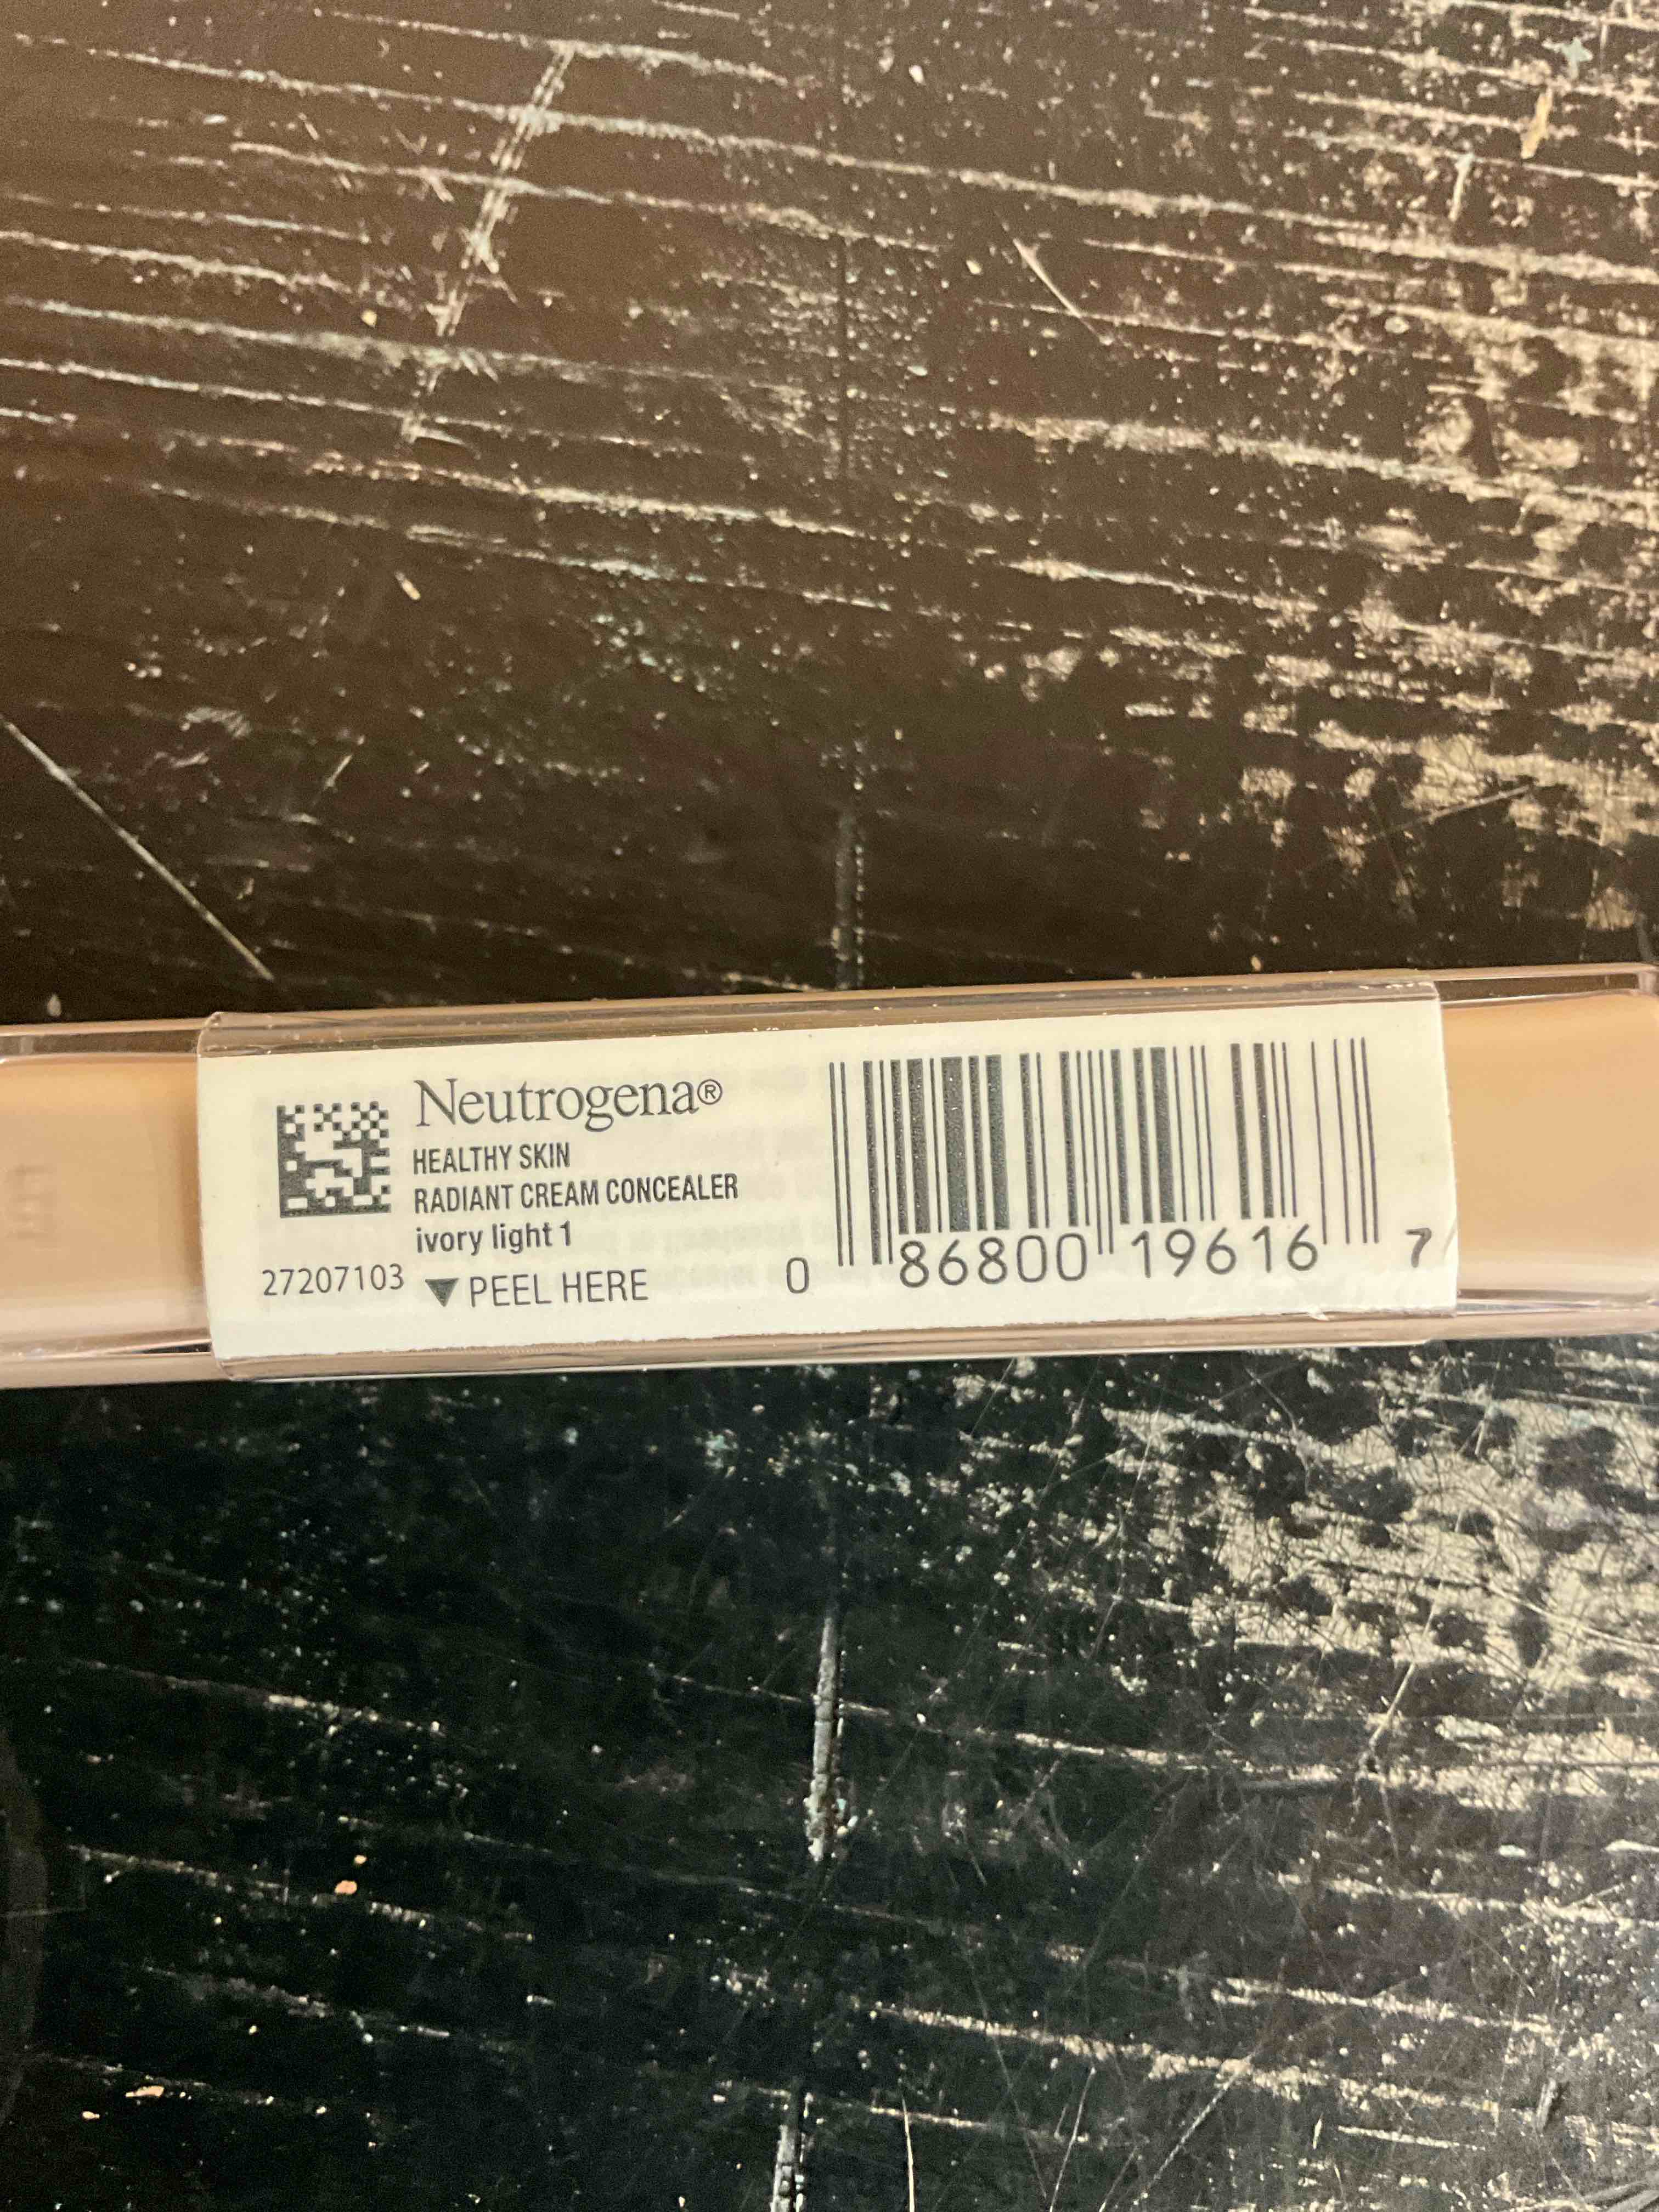 Neutrogena®
HEALTHY SKIN
RADIANT CREAM CONCEALER
ivory light 1
27207103 ▼ PEEL HERE
0 86800 19616 7